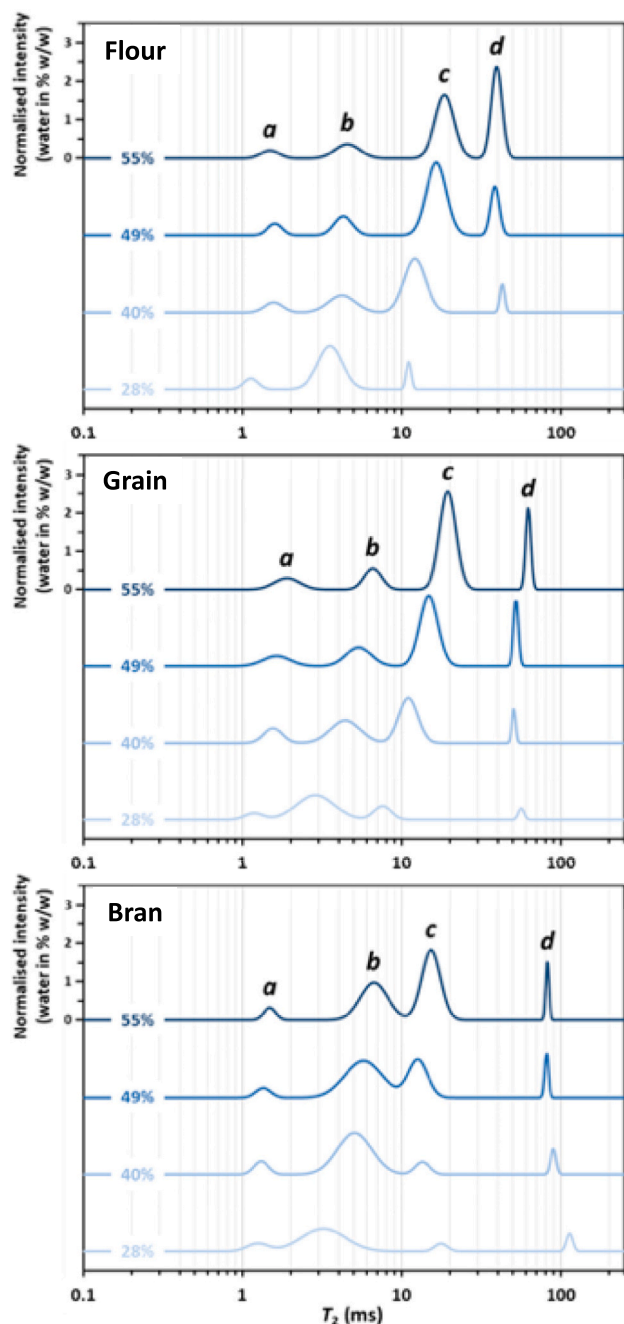 Normalised intensity
(water in % w/w)
Flour
3
2
1
0
a
b
c
d
55%
49%
40%
28%
0.1
1
10
100
Normalised intensity
(water in % w/w)
Grain
3
2
1
0
a
b
c
d
55%
49%
40%
28%
0.1
1
10
100
Normalised intensity
(water in % w/w)
Bran
3
2
1
0
a
b
c
d
55%
49%
40%
28%
0.1
1
10
100
T₂ (ms)